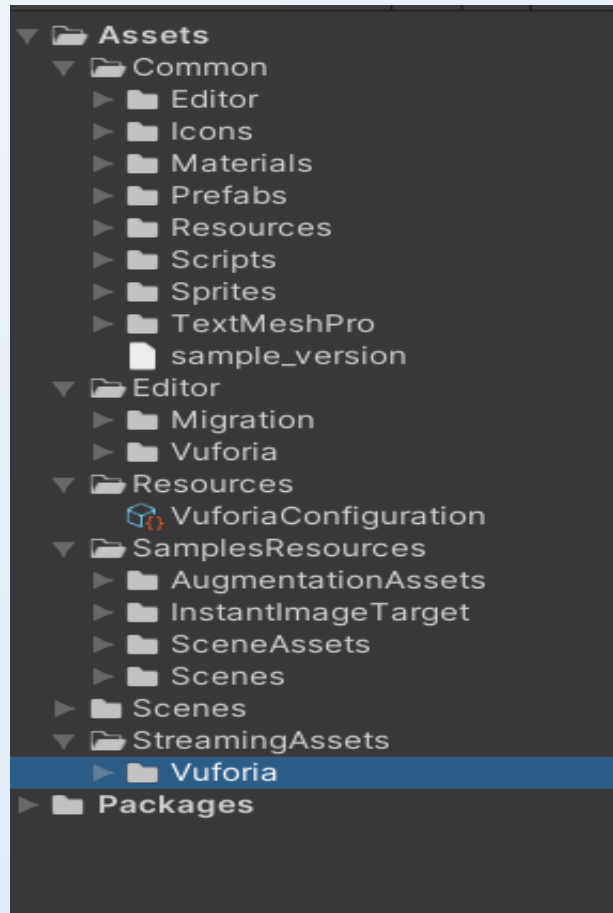 Assets
Common
Editor
Icons
Materials
Prefabs
Resources
Scripts
Sprites
TextMeshPro
sample_version
Editor
Migration
Vuforia
Resources
VuforiaConfiguration
SamplesResources
AugmentationAssets
InstantImageTarget
SceneAssets
Scenes
Scenes
StreamingAssets
Vuforia
Packages